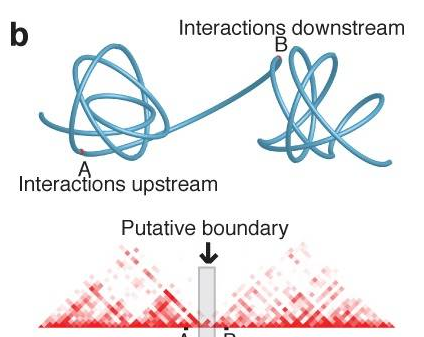 b
Interactions downstream
B
A
Interactions upstream
Putative boundary